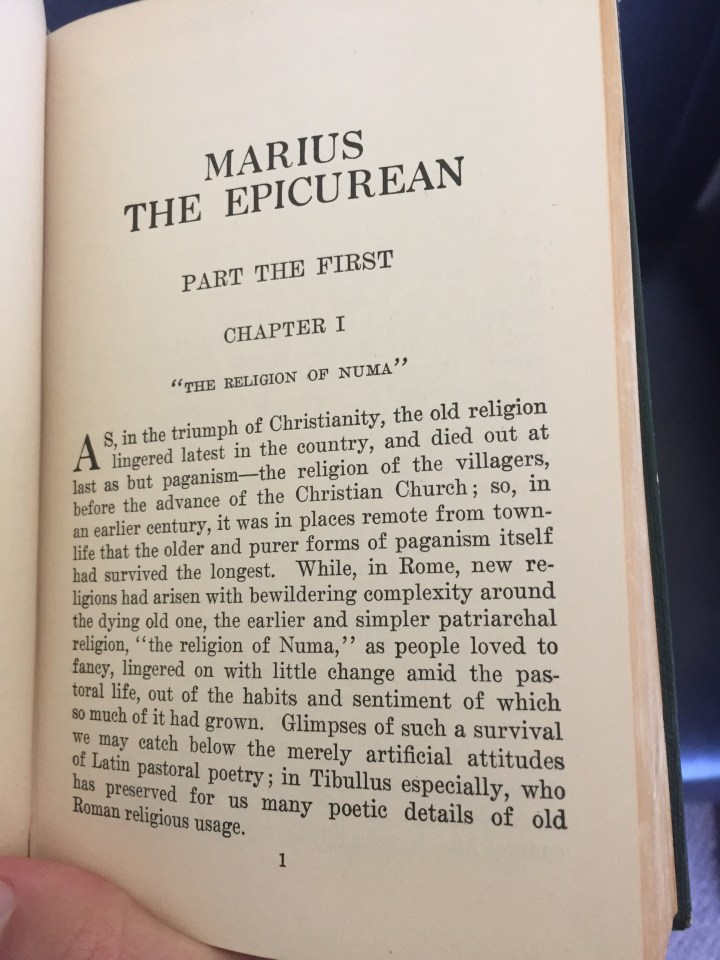 MARIUS
THE EPICUREAN
PART THE FIRST
CHAPTER I
“THE RELIGION OF NUMA”
AS, in the triumph of Christianity, the old religion
lingered latest in the country, and died out at
last as but paganism—the religion of the villagers,
before the advance of the Christian Church; so, in
an earlier century, it was in places remote from town-
life that the older and purer forms of paganism itself
had survived the longest. While, in Rome, new re-
ligions had arisen with bewildering complexity around
the dying old one, the earlier and simpler patriarchal
religion, “the religion of Numa,” as people loved to
fancy, lingered on with little change amid the pas-
toral life, out of the habits and sentiment of which
so much of it had grown. Glimpses of such a survival
we may catch below the merely artificial attitudes
of Latin pastoral poetry; in Tibullus especially, who
has preserved for us many poetic details of old
Roman religious usage.
1